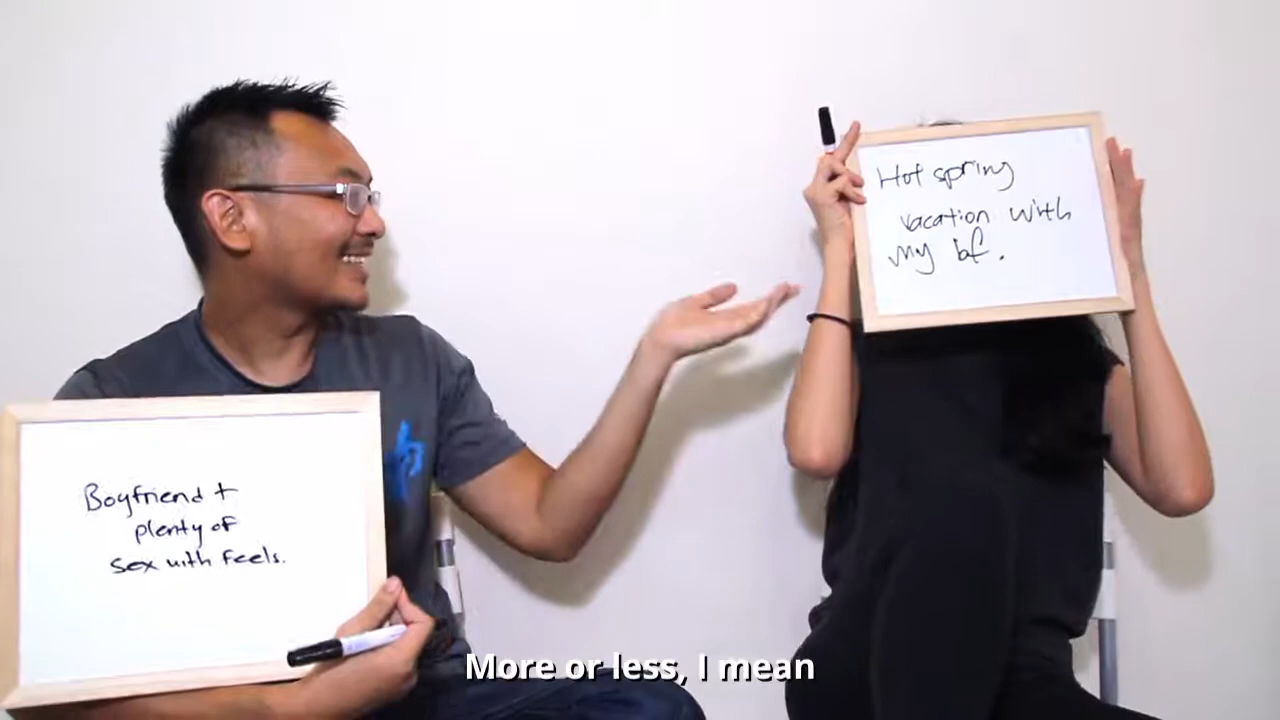 Hot spring
vacation with
my bf.
Boyfriend +
plenty of
sex with feels.
More or less, I mean